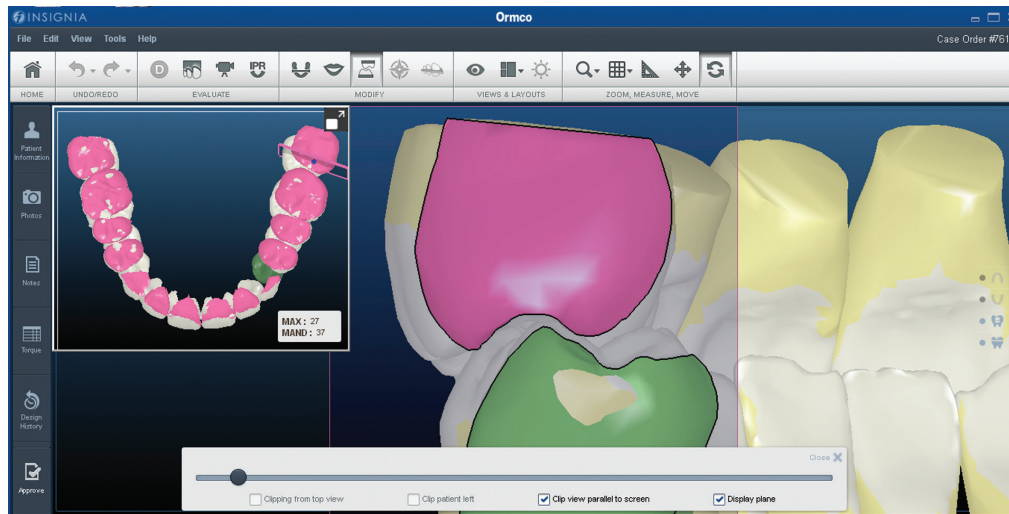 INSIGNIA
Ormco
File Edit View Tools Help
Case Order #761
D
IPR
HOME
UNDO/REDO
EVALUATE
MODIFY
VIEWS & LAYOUTS
ZOOM, MEASURE, MOVE
Patient
Information
Photos
Notes
Torque
Design
History
Approve
MAX: 27
MAND: 37
Close
Clipping from top view
Clip patient left
Clip view parallel to screen
Display plane